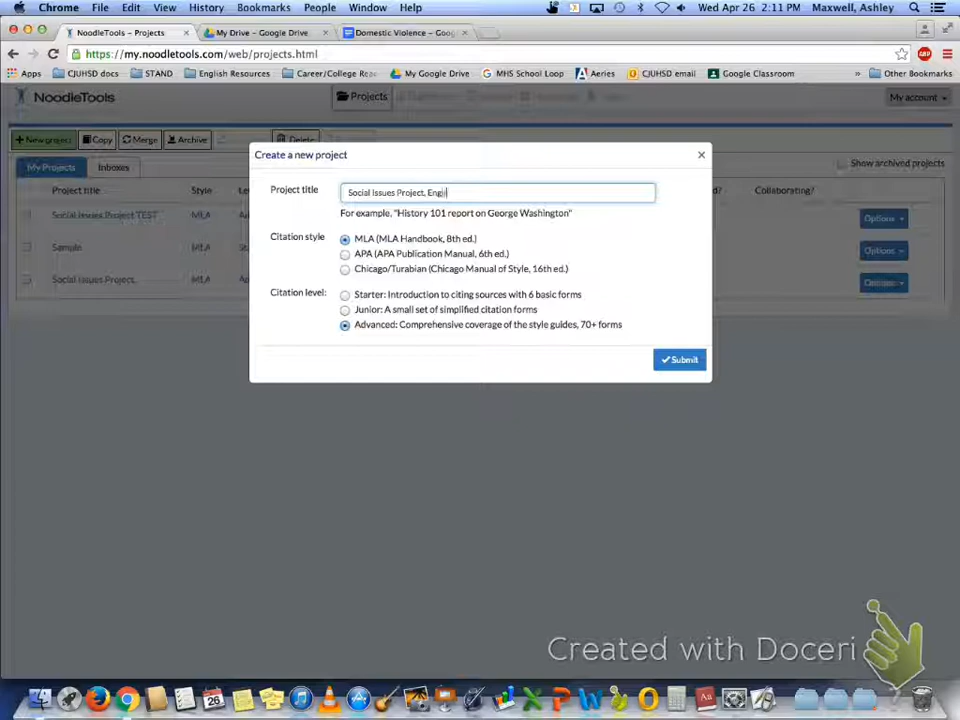 Chrome File Edit View History Bookmarks People Window Help Wed Apr 26 2:11 PM Maxwell, Ashley
NoodleTools – Projects My Drive – Google Drive Domestic Violence – Goog
https://my.noodletools.com/web/projects.html
Apps CJUHSD docs STAND English Resources Career/College Re My Google Drive MHS School Loop Aeries CJUHSD email Google Classroom » Other Bookmarks
NoodleTools Projects My account
New project Copy Merge Archive Delete
My Projects Inboxes Show archived projects
Project title Style Collaborating?
Social Issues Project TEST MLA Options
Sample MLA Options
Social Issues Project. MLA Options
Create a new project
Project title Social Issues Project. Engin
For example, "History 101 report on George Washington"
Citation style MLA (MLA Handbook, 8th ed.)
APA (APA Publication Manual, 6th ed.)
Chicago/Turabian (Chicago Manual of Style, 16th ed.)
Citation level: Starter: Introduction to citing sources with 6 basic forms
Junior: A small set of simplified citation forms
Advanced: Comprehensive coverage of the style guides, 70+ forms
Submit
Created with Doceri